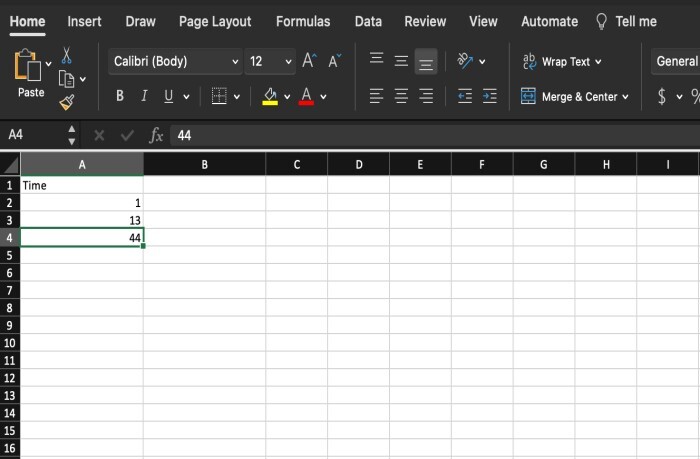 Home Insert Draw Page Layout Formulas Data Review View Automate Tell me
Calibri (Body) 12 A^ A˅ ab Wrap Text General
Paste B I U A Merge & Center $ %
A4 fx 44
A B C D E F G H I
1 Time
2 1
3 13
4 44
5
6
7
8
9
10
11
12
13
14
15
16